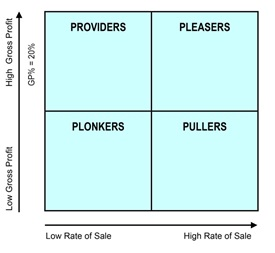 High Gross Profit
GP% = 20%
PROVIDERS
PLEASERS
Low Gross Profit
PLONKERS
PULLERS
Low Rate of Sale
High Rate of Sale